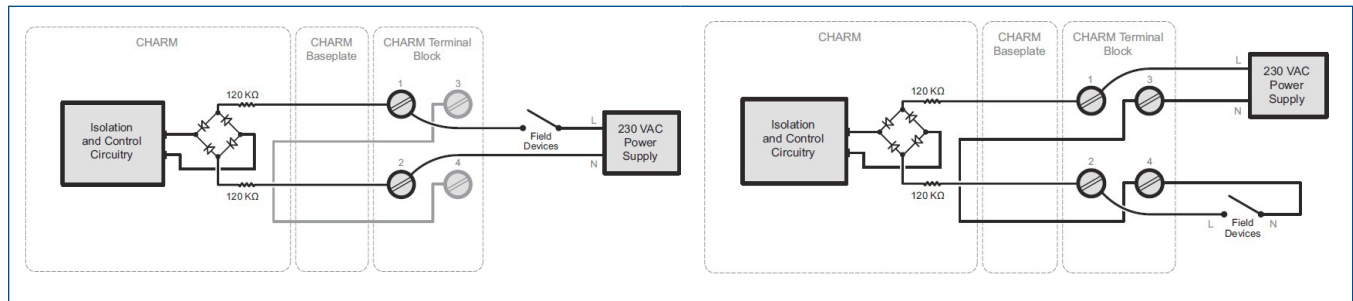 CHARM
CHARM
Baseplate
CHARM Terminal
Block
1
3
120 KΩ
Isolation
and Control
Circuitry
L
Field
Devices
230 VAC
Power
Supply
N
2
4
120 KΩ
CHARM
CHARM
Baseplate
CHARM Terminal
Block
L
1
3
230 VAC
Power
Supply
N
120 KΩ
Isolation
and Control
Circuitry
2
4
120 KΩ
L
Field
Devices
N